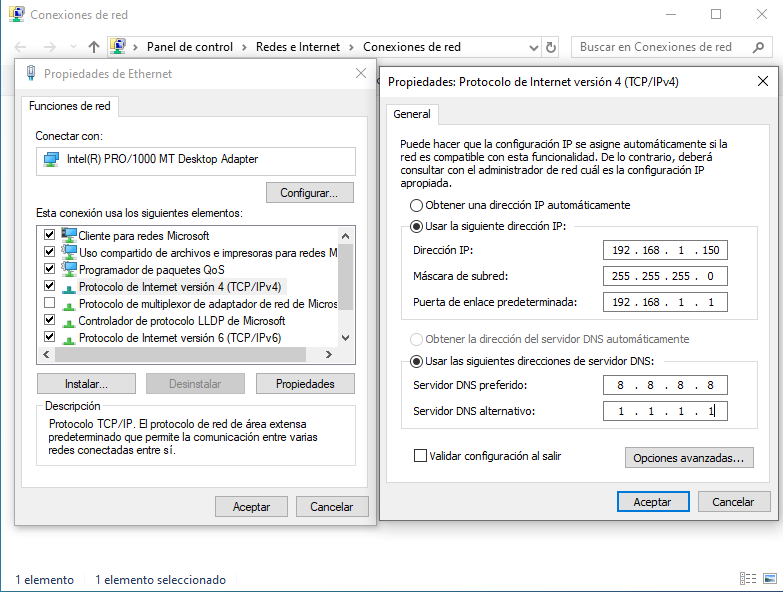 Conexiones de red
Panel de control
Redes e Internet
Conexiones de red
Buscar en Conexiones de red
Propiedades de Ethernet
Funciones de red
Conectar con:
Intel(R) PRO/1000 MT Desktop Adapter
Configurar...
Esta conexión usa los siguientes elementos:
Cliente para redes Microsoft
Uso compartido de archivos e impresoras para redes M
Programador de paquetes QoS
Protocolo de Internet versión 4 (TCP/IPv4)
Protocolo de multiplexor de adaptador de red de Micros
Controlador de protocolo LLDP de Microsoft
Protocolo de Internet versión 6 (TCP/IPv6)
Instalar...
Desinstalar
Propiedades
Descripción
Protocolo TCP/IP. El protocolo de red de área extensa
predeterminado que permite la comunicación entre varias
redes conectadas entre sí.
Aceptar
Cancelar
Propiedades: Protocolo de Internet versión 4 (TCP/IPv4)
General
Puede hacer que la configuración IP se asigne automáticamente si la
red es compatible con esta funcionalidad. De lo contrario, deberá
consultar con el administrador de red cuál es la configuración IP
apropiada.
Obtener una dirección IP automáticamente
Usar la siguiente dirección IP:
Dirección IP: 192 . 168 . 1 . 150
Máscara de subred: 255 . 255 . 255 . 0
Puerta de enlace predeterminada: 192 . 168 . 1 . 1
Obtener la dirección del servidor DNS automáticamente
Usar las siguientes direcciones de servidor DNS:
Servidor DNS preferido: 8 . 8 . 8 . 8
Servidor DNS alternativo: 1 . 1 . 1 . 1
Validar configuración al salir
Opciones avanzadas...
Aceptar
Cancelar
1 elemento
1 elemento seleccionado